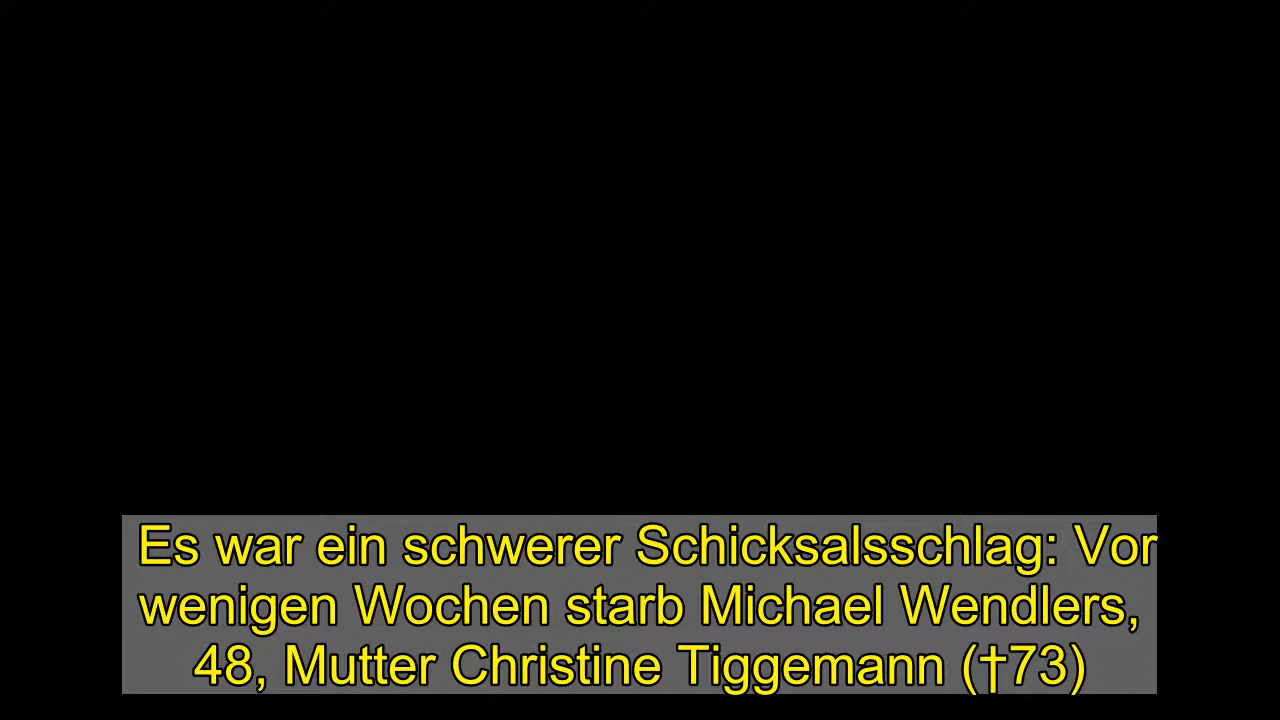 Es war ein schwerer Schicksalsschlag: Vor
wenigen Wochen starb Michael Wendlers,
48, Mutter Christine Tiggemann (†73)